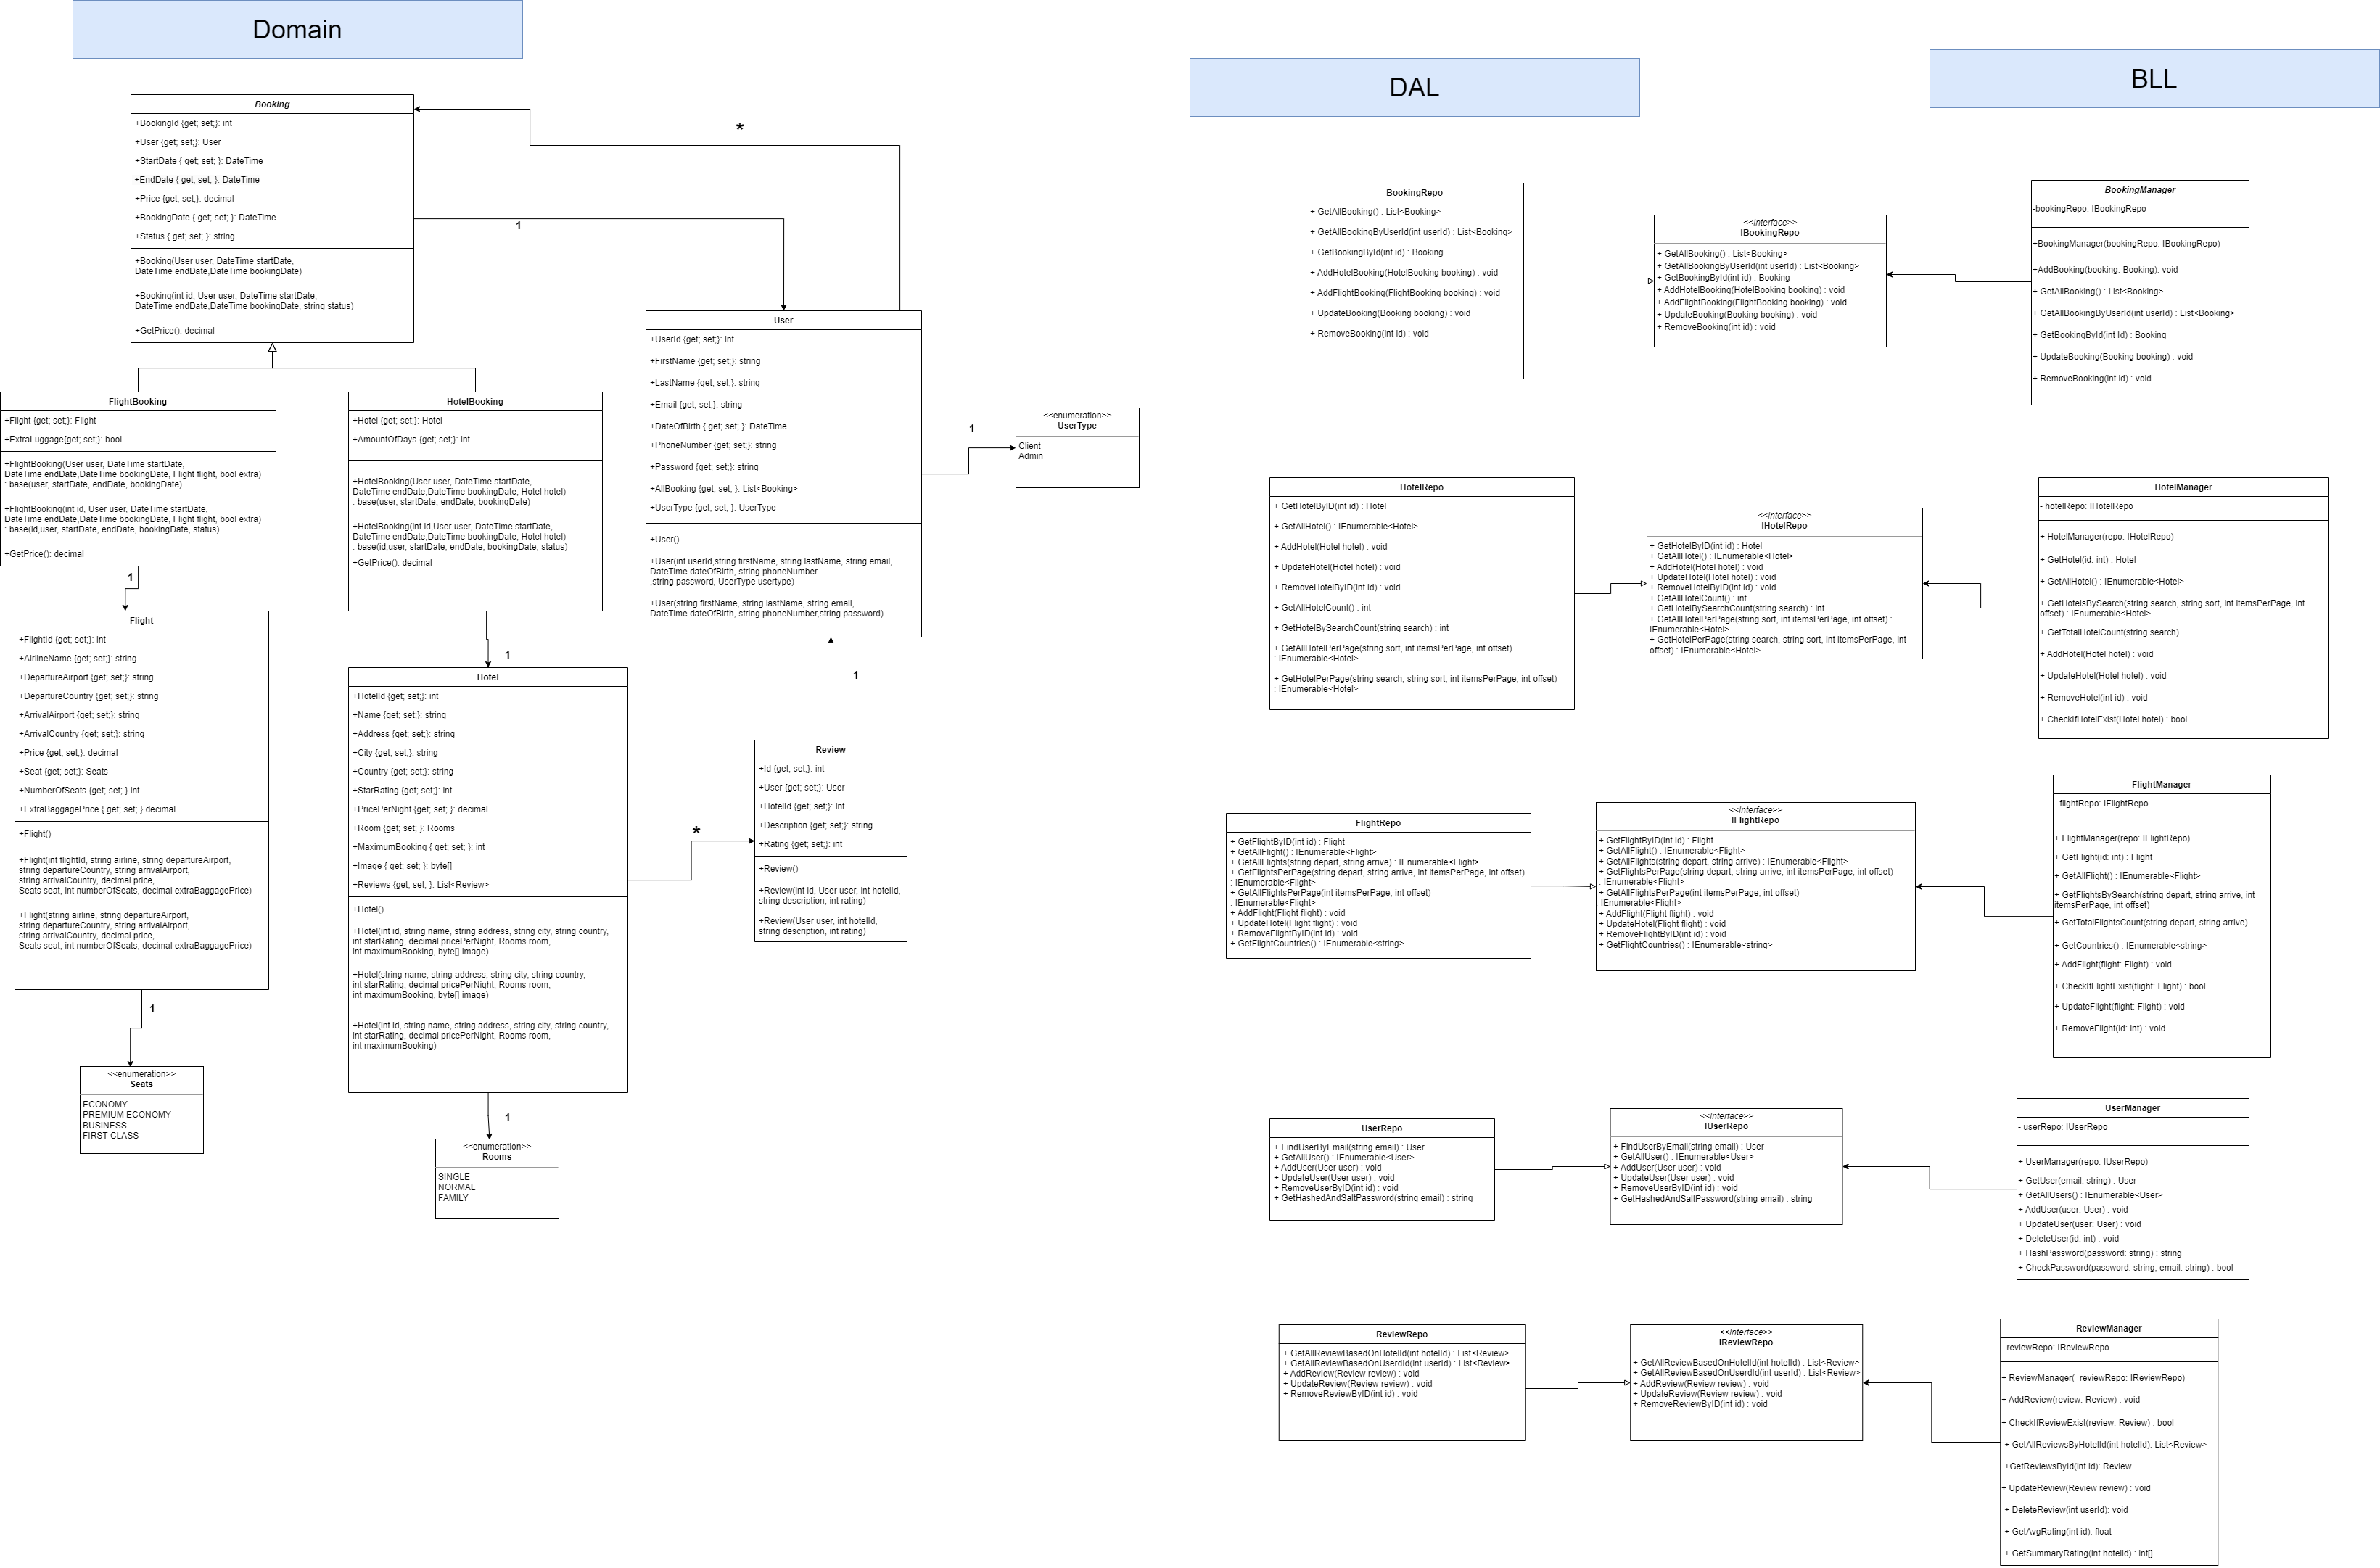 Domain
Booking
+BookingId {get; set;}: int
+User {get; set;}: User
+StartDate { get; set; }: DateTime
+EndDate { get; set; }: DateTime
+Price {get; set;}: decimal
+BookingDate { get; set; }: DateTime
+Status { get; set; }: string
+Booking(User user, DateTime startDate,
DateTime endDate,DateTime bookingDate)
+Booking(int id, User user, DateTime startDate,
DateTime endDate,DateTime bookingDate, string status)
+GetPrice(): decimal
*
1
FlightBooking
+Flight {get; set;}: Flight
+ExtraLuggage{get; set;}: bool
+FlightBooking(User user, DateTime startDate,
DateTime endDate,DateTime bookingDate, Flight flight, bool extra)
: base(user, startDate, endDate, bookingDate)
+FlightBooking(int id, User user, DateTime startDate,
DateTime endDate,DateTime bookingDate, Flight flight, bool extra)
: base(id,user, startDate, endDate, bookingDate, status)
+GetPrice(): decimal
1
HotelBooking
+Hotel {get; set;}: Hotel
+AmountOfDays {get; set;}: int
+HotelBooking(User user, DateTime startDate,
DateTime endDate,DateTime bookingDate, Hotel hotel)
: base(user, startDate, endDate, bookingDate)
+HotelBooking(int id,User user, DateTime startDate,
DateTime endDate,DateTime bookingDate, Hotel hotel)
: base(id,user, startDate, endDate, bookingDate, status)
+GetPrice(): decimal
1
User
+UserId {get; set;}: int
+FirstName {get; set;}: string
+LastName {get; set;}: string
+Email {get; set;}: string
+DateOfBirth { get; set; }: DateTime
+PhoneNumber {get; set;}: string
+Password {get; set;}: string
+AllBooking {get; set; }: List<Booking>
+UserType {get; set; }: UserType
+User()
+User(int userId,string firstName, string lastName, string email,
DateTime dateOfBirth, string phoneNumber
,string password, UserType usertype)
+User(string firstName, string lastName, string email,
DateTime dateOfBirth, string phoneNumber,string password)
1
<<enumeration>>
UserType
Client
Admin
Flight
+FlightId {get; set;}: int
+AirlineName {get; set;}: string
+DepartureAirport {get; set;}: string
+DepartureCountry {get; set;}: string
+ArrivalAirport {get; set;}: string
+ArrivalCountry {get; set;}: string
+Price {get; set;}: decimal
+Seat {get; set;}: Seats
+NumberOfSeats {get; set; } int
+ExtraBaggagePrice { get; set; } decimal
+Flight()
+Flight(int flightId, string airline, string departureAirport,
string departureCountry, string arrivalAirport,
string arrivalCountry, decimal price,
Seats seat, int numberOfSeats, decimal extraBaggagePrice)
+Flight(string airline, string departureAirport,
string departureCountry, string arrivalAirport,
string arrivalCountry, decimal price,
Seats seat, int numberOfSeats, decimal extraBaggagePrice)
1
<<enumeration>>
Seats
ECONOMY
PREMIUM ECONOMY
BUSINESS
FIRST CLASS
Hotel
+HotelId {get; set;}: int
+Name {get; set;}: string
+Address {get; set;}: string
+City {get; set;}: string
+Country {get; set;}: string
+StarRating {get; set;}: int
+PricePerNight {get; set; }: decimal
+Room {get; set; }: Rooms
+MaximumBooking { get; set; }: int
+Image { get; set; }: byte[]
+Reviews {get; set; }: List<Review>
+Hotel()
+Hotel(int id, string name, string address, string city, string country,
int starRating, decimal pricePerNight, Rooms room,
int maximumBooking, byte[] image)
+Hotel(string name, string address, string city, string country,
int starRating, decimal pricePerNight, Rooms room,
int maximumBooking, byte[] image)
+Hotel(int id, string name, string address, string city, string country,
int starRating, decimal pricePerNight, Rooms room,
int maximumBooking)
1
<<enumeration>>
Rooms
SINGLE
NORMAL
FAMILY
*
1
Review
+Id {get; set;}: int
+User {get; set;}: User
+HotelId {get; set;}: int
+Description {get; set;}: string
+Rating {get; set;}: int
+Review()
+Review(int id, User user, int hotelId,
string description, int rating)
+Review(User user, int hotelId,
string description, int rating)
DAL
BookingRepo
+ GetAllBooking() : List<Booking>
+ GetAllBookingByUserId(int userId) : List<Booking>
+ GetBookingById(int id) : Booking
+ AddHotelBooking(HotelBooking booking) : void
+ AddFlightBooking(FlightBooking booking) : void
+ UpdateBooking(Booking booking) : void
+ RemoveBooking(int id) : void
<<Interface>>
IBookingRepo
+ GetAllBooking() : List<Booking>
+ GetAllBookingByUserId(int userId) : List<Booking>
+ GetBookingById(int id) : Booking
+ AddHotelBooking(HotelBooking booking) : void
+ AddFlightBooking(FlightBooking booking) : void
+ UpdateBooking(Booking booking) : void
+ RemoveBooking(int id) : void
HotelRepo
+ GetHotelByID(int id) : Hotel
+ GetAllHotel() : IEnumerable<Hotel>
+ AddHotel(Hotel hotel) : void
+ UpdateHotel(Hotel hotel) : void
+ RemoveHotelByID(int id) : void
+ GetAllHotelCount() : int
+ GetHotelBySearchCount(string search) : int
+ GetAllHotelPerPage(string sort, int itemsPerPage, int offset)
: IEnumerable<Hotel>
+ GetHotelPerPage(string search, string sort, int itemsPerPage, int offset)
: IEnumerable<Hotel>
<<Interface>>
IHotelRepo
+ GetHotelByID(int id) : Hotel
+ GetAllHotel() : IEnumerable<Hotel>
+ AddHotel(Hotel hotel) : void
+ UpdateHotel(Hotel hotel) : void
+ RemoveHotelByID(int id) : void
+ GetAllHotelCount() : int
+ GetHotelBySearchCount(string search) : int
+ GetAllHotelPerPage(string sort, int itemsPerPage, int offset) :
IEnumerable<Hotel>
+ GetHotelPerPage(string search, string sort, int itemsPerPage, int
offset) : IEnumerable<Hotel>
FlightRepo
+ GetFlightByID(int id) : Flight
+ GetAllFlight() : IEnumerable<Flight>
+ GetAllFlights(string depart, string arrive) : IEnumerable<Flight>
+ GetFlightsPerPage(string depart, string arrive, int itemsPerPage, int offset)
: IEnumerable<Flight>
+ GetAllFlightsPerPage(int itemsPerPage, int offset)
: IEnumerable<Flight>
+ AddFlight(Flight flight) : void
+ UpdateHotel(Flight flight) : void
+ RemoveFlightByID(int id) : void
+ GetFlightCountries() : IEnumerable<string>
<<Interface>>
IFlightRepo
+ GetFlightByID(int id) : Flight
+ GetAllFlight() : IEnumerable<Flight>
+ GetAllFlights(string depart, string arrive) : IEnumerable<Flight>
+ GetFlightsPerPage(string depart, string arrive, int itemsPerPage, int offset)
: IEnumerable<Flight>
+ GetAllFlightsPerPage(int itemsPerPage, int offset)
: IEnumerable<Flight>
+ AddFlight(Flight flight) : void
+ UpdateHotel(Flight flight) : void
+ RemoveFlightByID(int id) : void
+ GetFlightCountries() : IEnumerable<string>
UserRepo
+ FindUserByEmail(string email) : User
+ GetAllUser() : IEnumerable<User>
+ AddUser(User user) : void
+ UpdateUser(User user) : void
+ RemoveUserByID(int id) : void
+ GetHashedAndSaltPassword(string email) : string
<<Interface>>
IUserRepo
+ FindUserByEmail(string email) : User
+ GetAllUser() : IEnumerable<User>
+ AddUser(User user) : void
+ UpdateUser(User user) : void
+ RemoveUserByID(int id) : void
+ GetHashedAndSaltPassword(string email) : string
ReviewRepo
+ GetAllReviewBasedOnHotelId(int hotelId) : List<Review>
+ GetAllReviewBasedOnUserdId(int userId) : List<Review>
+ AddReview(Review review) : void
+ UpdateReview(Review review) : void
+ RemoveReviewByID(int id) : void
<<Interface>>
IReviewRepo
+ GetAllReviewBasedOnHotelId(int hotelId) : List<Review>
+ GetAllReviewBasedOnUserdId(int userId) : List<Review>
+ AddReview(Review review) : void
+ UpdateReview(Review review) : void
+ RemoveReviewByID(int id) : void
BLL
BookingManager
-bookingRepo: IBookingRepo
+BookingManager(bookingRepo: IBookingRepo)
+AddBooking(booking: Booking): void
+ GetAllBooking() : List<Booking>
+ GetAllBookingByUserId(int userId) : List<Booking>
+ GetBookingById(int Id) : Booking
+ UpdateBooking(Booking booking) : void
+ RemoveBooking(int id) : void
HotelManager
- hotelRepo: IHotelRepo
+ HotelManager(repo: IHotelRepo)
+ GetHotel(id: int) : Hotel
+ GetAllHotel() : IEnumerable<Hotel>
+ GetHotelsBySearch(string search, string sort, int itemsPerPage, int
offset) : IEnumerable<Hotel>
+ GetTotalHotelCount(string search)
+ AddHotel(Hotel hotel) : void
+ UpdateHotel(Hotel hotel) : void
+ RemoveHotel(int id) : void
+ CheckIfHotelExist(Hotel hotel) : bool
FlightManager
- flightRepo: IFlightRepo
+ FlightManager(repo: IFlightRepo)
+ GetFlight(id: int) : Flight
+ GetAllFlight() : IEnumerable<Flight>
+ GetFlightsBySearch(string depart, string arrive, int
itemsPerPage, int offset)
+ GetTotalFlightsCount(string depart, string arrive)
+ GetCountries() : IEnumerable<string>
+ AddFlight(flight: Flight) : void
+ CheckIfFlightExist(flight: Flight) : bool
+ UpdateFlight(flight: Flight) : void
+ RemoveFlight(id: int) : void
UserManager
- userRepo: IUserRepo
+ UserManager(repo: IUserRepo)
+ GetUser(email: string) : User
+ GetAllUsers() : IEnumerable<User>
+ AddUser(user: User) : void
+ UpdateUser(user: User) : void
+ DeleteUser(id: int) : void
+ HashPassword(password: string) : string
+ CheckPassword(password: string, email: string) : bool
ReviewManager
- reviewRepo: IReviewRepo
+ ReviewManager(_reviewRepo: IReviewRepo)
+ AddReview(review: Review) : void
+ CheckIfReviewExist(review: Review) : bool
+ GetAllReviewsByHotelId(int hotelId): List<Review>
+GetReviewsById(int id): Review
+ UpdateReview(Review review) : void
+ DeleteReview(int userId): void
+ GetAvgRating(int id): float
+ GetSummaryRating(int hotelid) : int[]